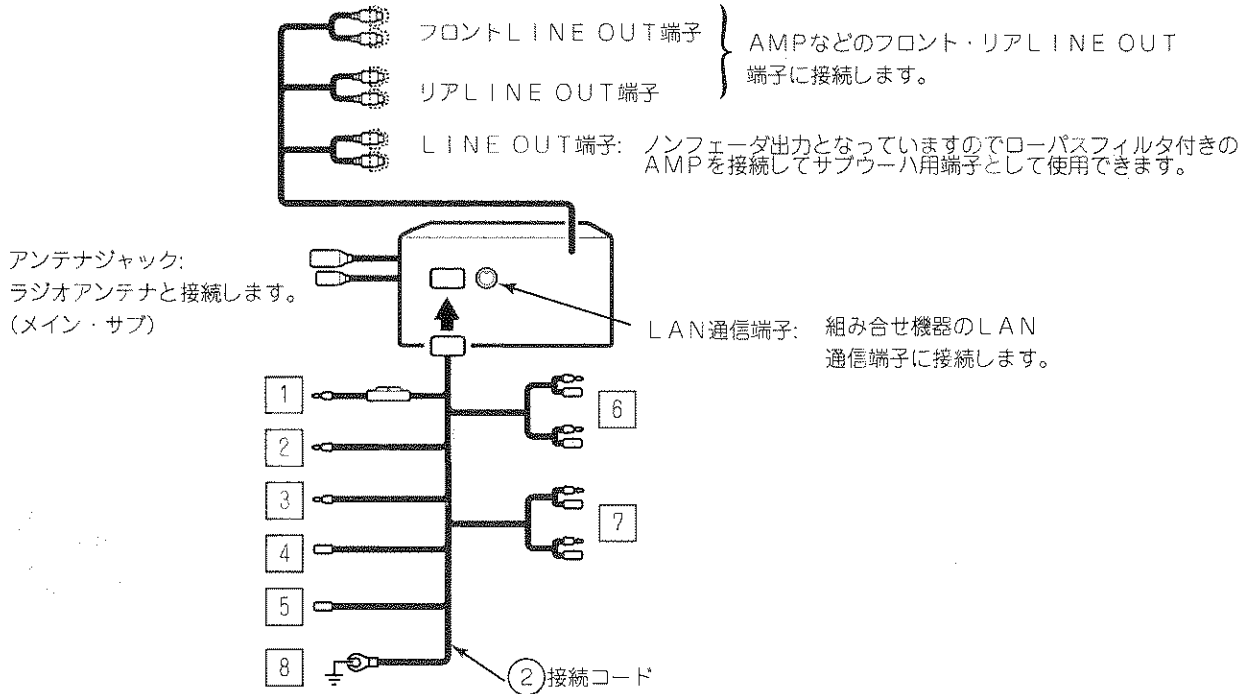 フロントLINE OUT端子
リアLINE OUT端子
AMPなどのフロント・リアLINE OUT
端子に接続します。
LINE OUT端子: ノンフェーダ出力となっていますのでローパスフィルタ付きの
AMPを接続してサブウーハ用端子として使用できます。
アンテナジャック:
ラジオアンテナと接続します。
(メイン・サブ)
LAN通信端子: 組み合せ機器のLAN
通信端子に接続します。
1
2
3
4
5
8
6
7
②接続コード